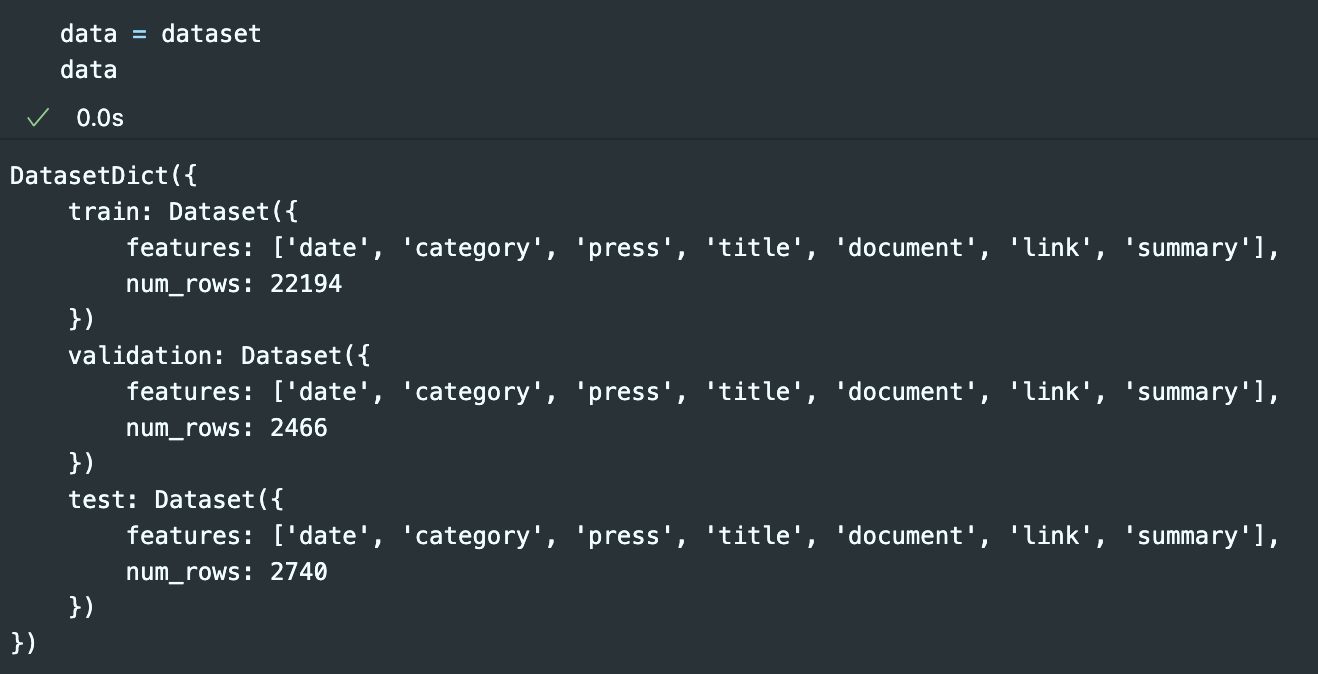 data = dataset
data
0.0s
DatasetDict({
    train: Dataset({
        features: ['date', 'category', 'press', 'title', 'document', 'link', 'summary'],
        num_rows: 22194
    })
    validation: Dataset({
        features: ['date', 'category', 'press', 'title', 'document', 'link', 'summary'],
        num_rows: 2466
    })
    test: Dataset({
        features: ['date', 'category', 'press', 'title', 'document', 'link', 'summary'],
        num_rows: 2740
    })
})